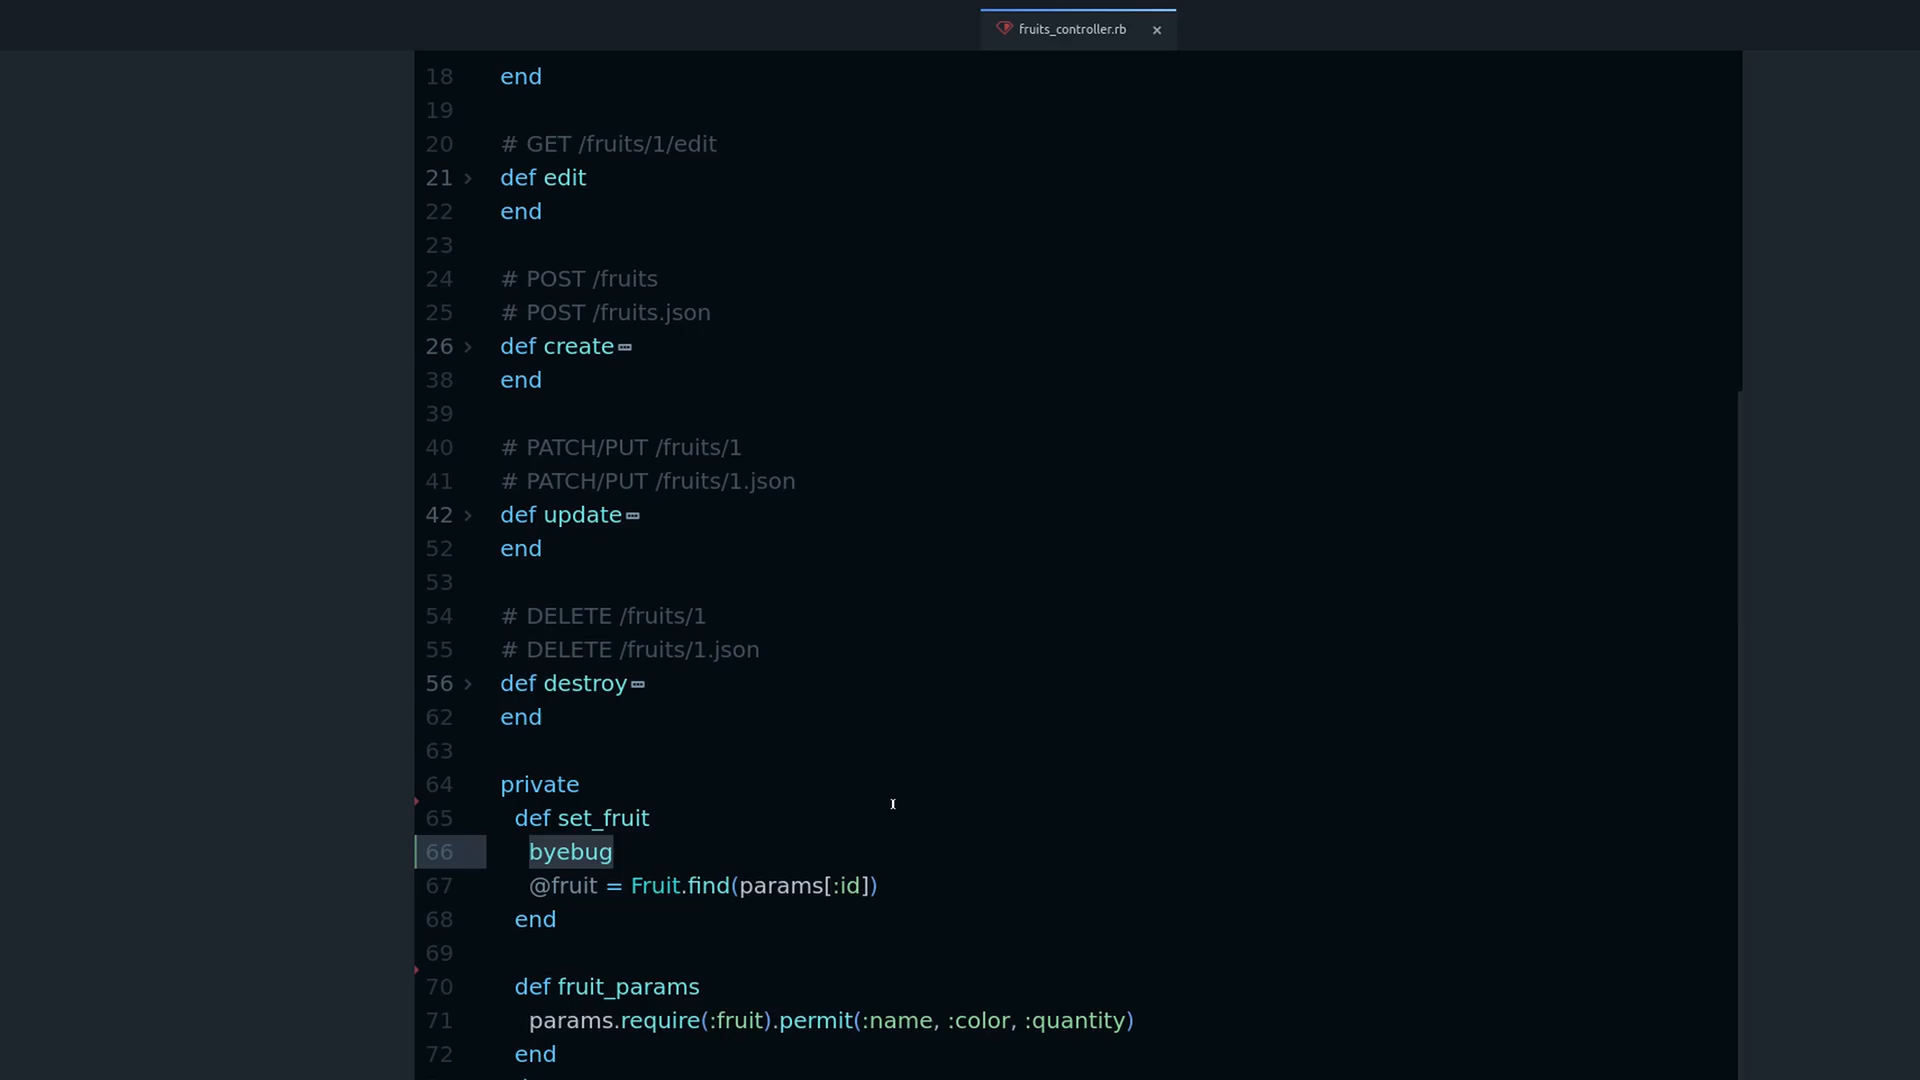 fruits_controller.rb ×
18 end
19
20 # GET /fruits/1/edit
21 def edit
22 end
23
24 # POST /fruits
25 # POST /fruits.json
26 def create
38 end
39
40 # PATCH/PUT /fruits/1
41 # PATCH/PUT /fruits/1.json
42 def update
52 end
53
54 # DELETE /fruits/1
55 # DELETE /fruits/1.json
56 def destroy
62 end
63
64 private
65 def set_fruit
66 byebug
67 @fruit = Fruit.find(params[:id])
68 end
69
70 def fruit_params
71 params.require(:fruit).permit(:name, :color, :quantity)
72 end